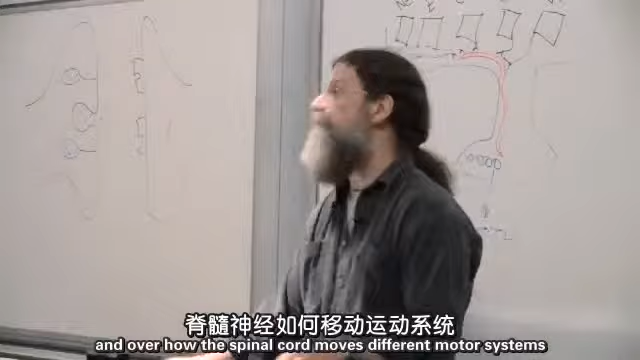 脊髓神经如何移动运动系统
and over how the spinal cord moves different motor systems